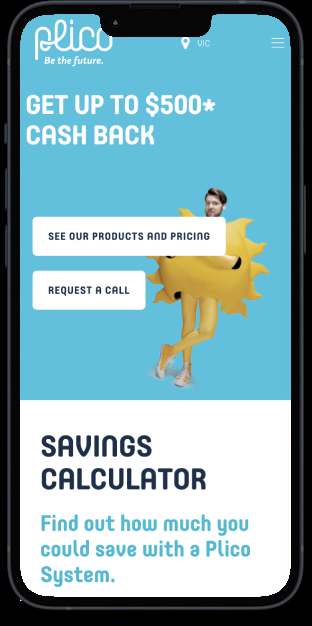 plico
VIC
Be the future.
GET UP TO $500*
CASH BACK
SEE OUR PRODUCTS AND PRICING
REQUEST A CALL
SAVINGS
CALCULATOR
Find out how much you
could save with a Plico
System.